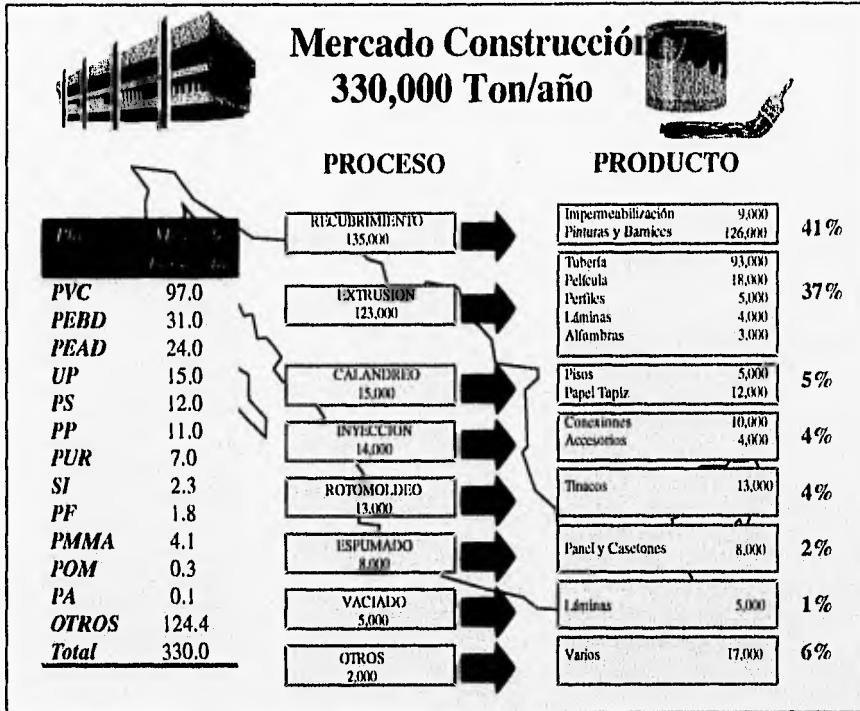 Mercado Construcción
330,000 Ton/año
PROCESO
PRODUCTO
PVC 97.0
PEBD 31.0
PEAD 24.0
UP 15.0
PS 12.0
PP 11.0
PUR 7.0
SI 2.3
PF 1.8
PMMA 4.1
POM 0.3
PA 0.1
OTROS 124.4
Total 330.0
RECUBRIMIENTO
135,000
Impermeabilización 9,000
Pinturas y Barnices 126,000
41%
EXTRUSION
123,000
Tubería 93,000
Película 18,000
Perfiles 5,000
Láminas 4,000
Alfombras 3,000
37%
CALANDREO
15,000
Pisos 5,000
Papel Tapiz 12,000
5%
INYECCION
14,000
Conexiones 10,000
Accesorios 4,000
4%
ROTOMOLDEO
13,000
Tinacos 13,000
4%
ESPUMADO
8,000
Panel y Casetones 8,000
2%
VACIADO
5,000
Láminas 5,000
1%
OTROS
2,000
Varios 17,000
6%